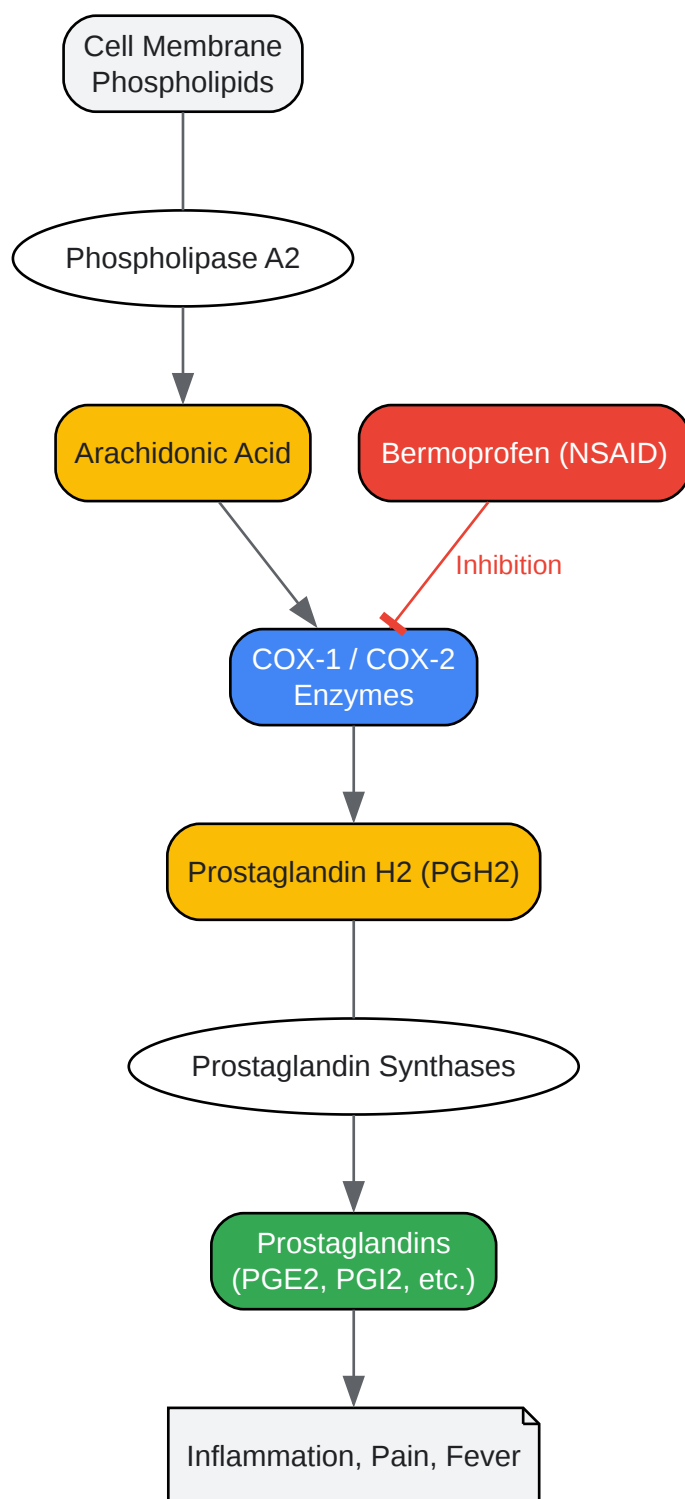 Cell Membrane
Phospholipids
Phospholipase A2
Arachidonic Acid
Bermoprofen (NSAID)
Inhibition
COX-1 / COX-2
Enzymes
Prostaglandin H2 (PGH2)
Prostaglandin Synthases
Prostaglandins
(PGE2, PGI2, etc.)
Inflammation, Pain, Fever